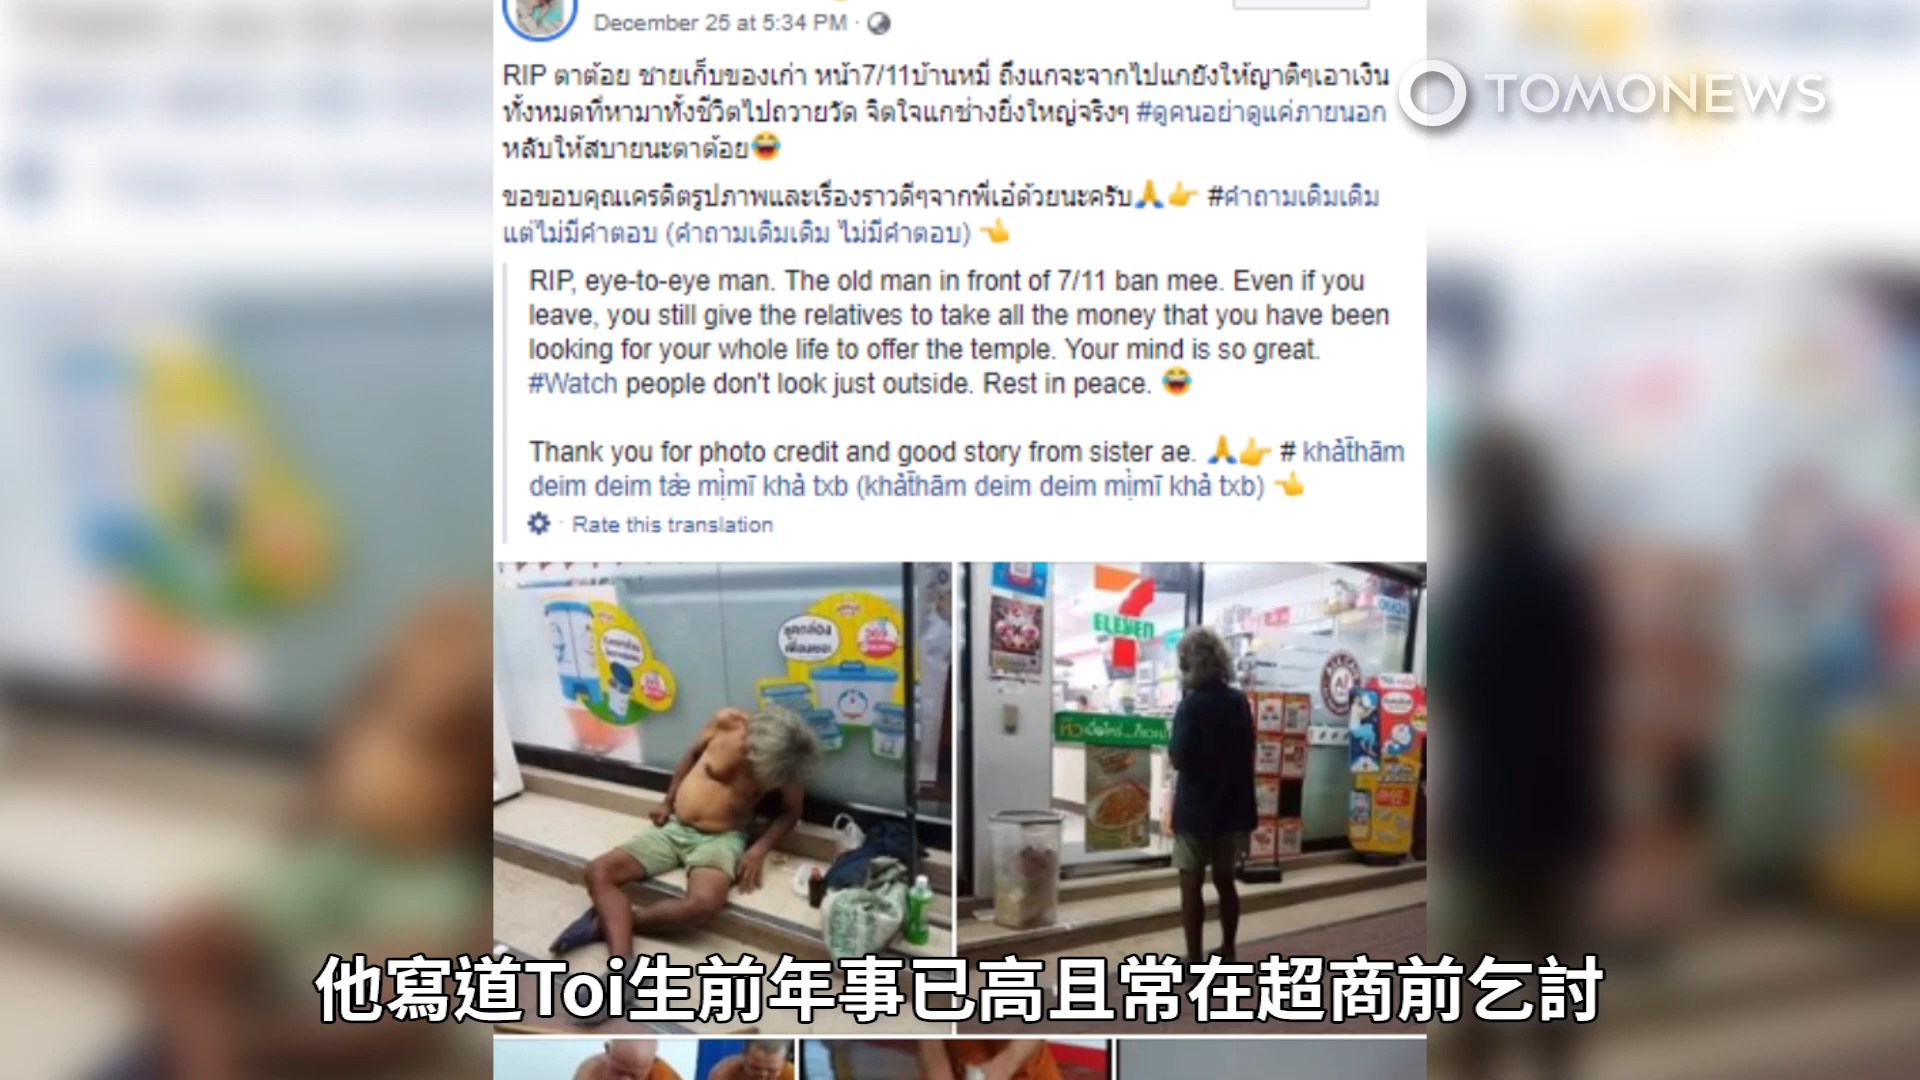 December 25 at 5:34 PM ·
TOMONEWS
RIP ตาต้อย ชายเก็บของเก่า หน้า7/11บ้านหมี่ ถึงแกจะจากไปแกยังให้ญาติๆเอาเงิน
ทั้งหมดที่หามาทั้งชีวิตไปถวายวัด จิตใจแกช่างยิ่งใหญ่จริงๆ #ดูคนอย่าดูแค่ภายนอก
หลับให้สบายนะตาต้อย😂
ขอขอบคุณเครดิตรูปภาพและเรื่องราวดีๆจากพี่เอ๋ด้วยนะครับ🙏👉 #คำถามเดิมเดิม
แต่ไม่มีคำตอบ (คำถามเดิมเดิม ไม่มีคำตอบ) 👈
RIP, eye-to-eye man. The old man in front of 7/11 ban mee. Even if you
leave, you still give the relatives to take all the money that you have been
looking for your whole life to offer the temple. Your mind is so great.
#Watch people don't look just outside. Rest in peace. 😂
Thank you for photo credit and good story from sister ae. 🙏👉 # khảt̄hām
deim deim tæ̀ mị̀mī khả txb (khảt̄hām deim deim mị̀mī khả txb) 👈
· Rate this translation
7
ELEVEN
他寫道Toi生前年事已高且常在超商前乞討